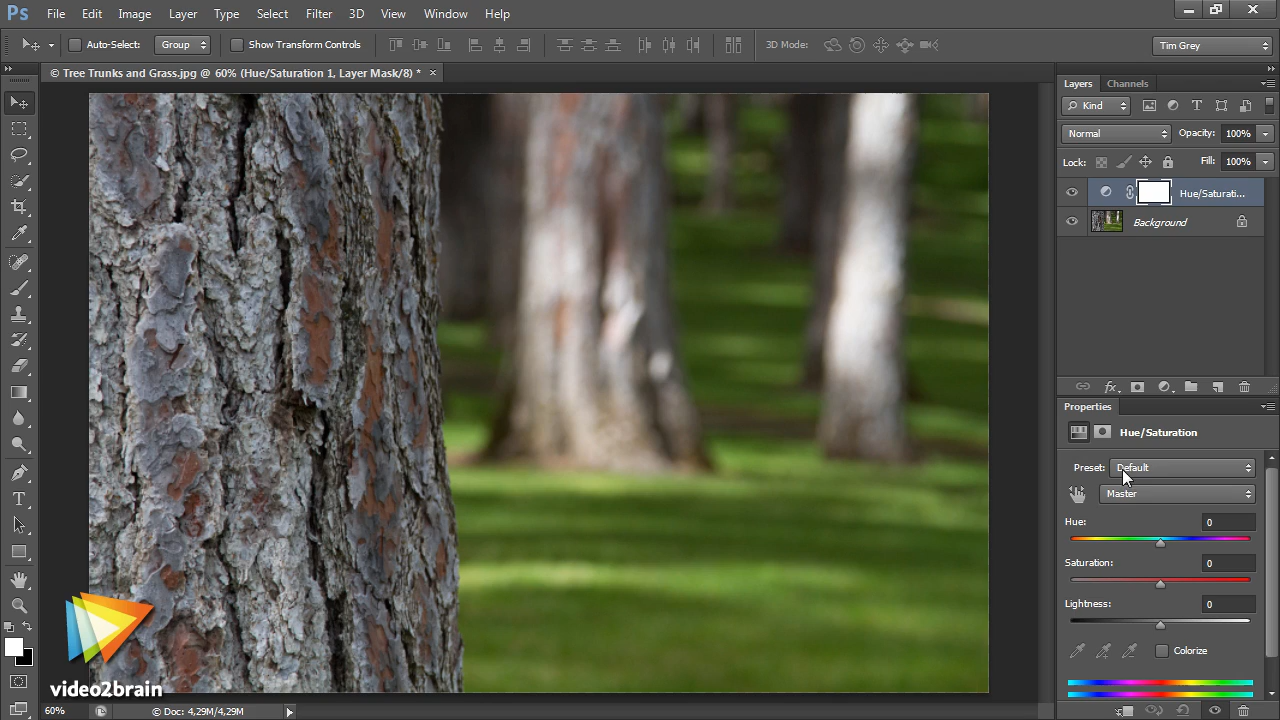 Ps File Edit Image Layer Type Select Filter 3D View Window Help
Auto-Select: Group Show Transform Controls 3D Mode: Tim Grey
© Tree Trunks and Grass.jpg @ 60% (Hue/Saturation 1, Layer Mask/8) * ×
Layers Channels
Kind
Normal Opacity: 100%
Lock: Fill: 100%
Hue/Saturati...
Background
fx
Properties
Hue/Saturation
Preset: Default
Master
Hue: 0
Saturation: 0
Lightness: 0
Colorize
video2brain
60% © Doc: 4,29M/4,29M